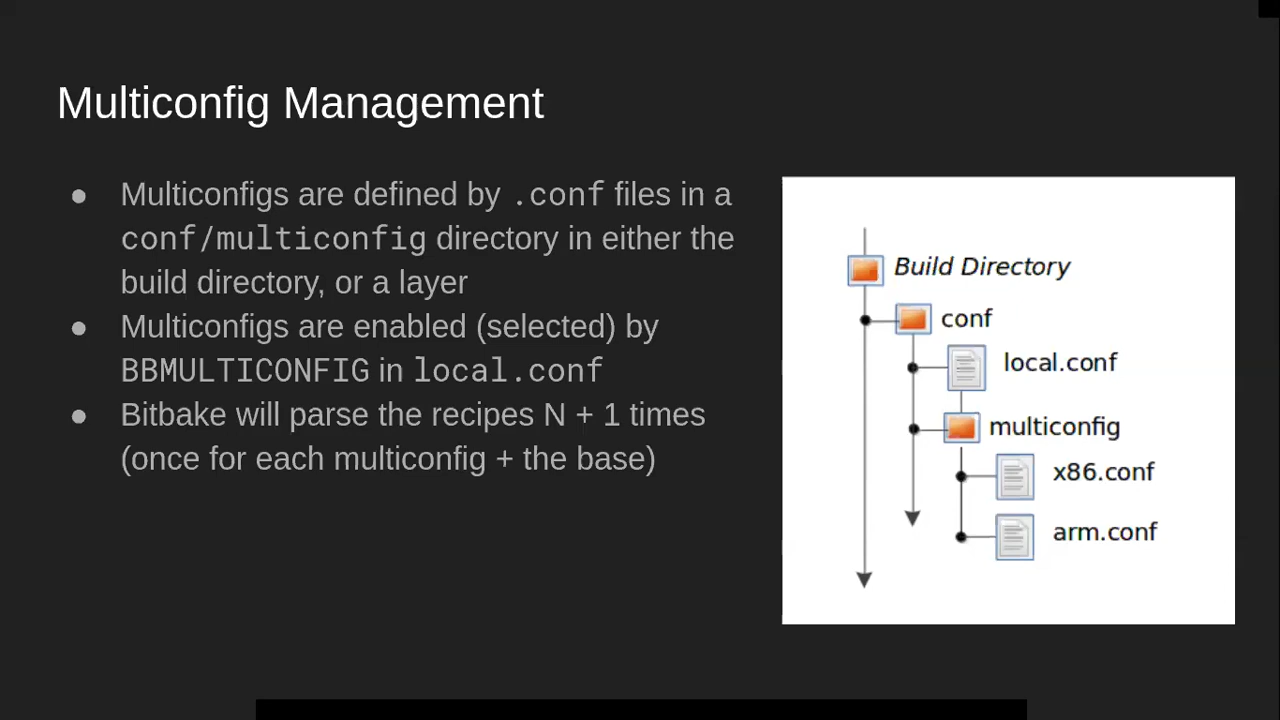 Multiconfig Management
● Multiconfigs are defined by .conf files in a
conf/multiconfig directory in either the
build directory, or a layer
● Multiconfigs are enabled (selected) by
BBMULTICONFIG in local.conf
● Bitbake will parse the recipes N + 1 times
(once for each multiconfig + the base)
Build Directory
conf
local.conf
multiconfig
x86.conf
arm.conf